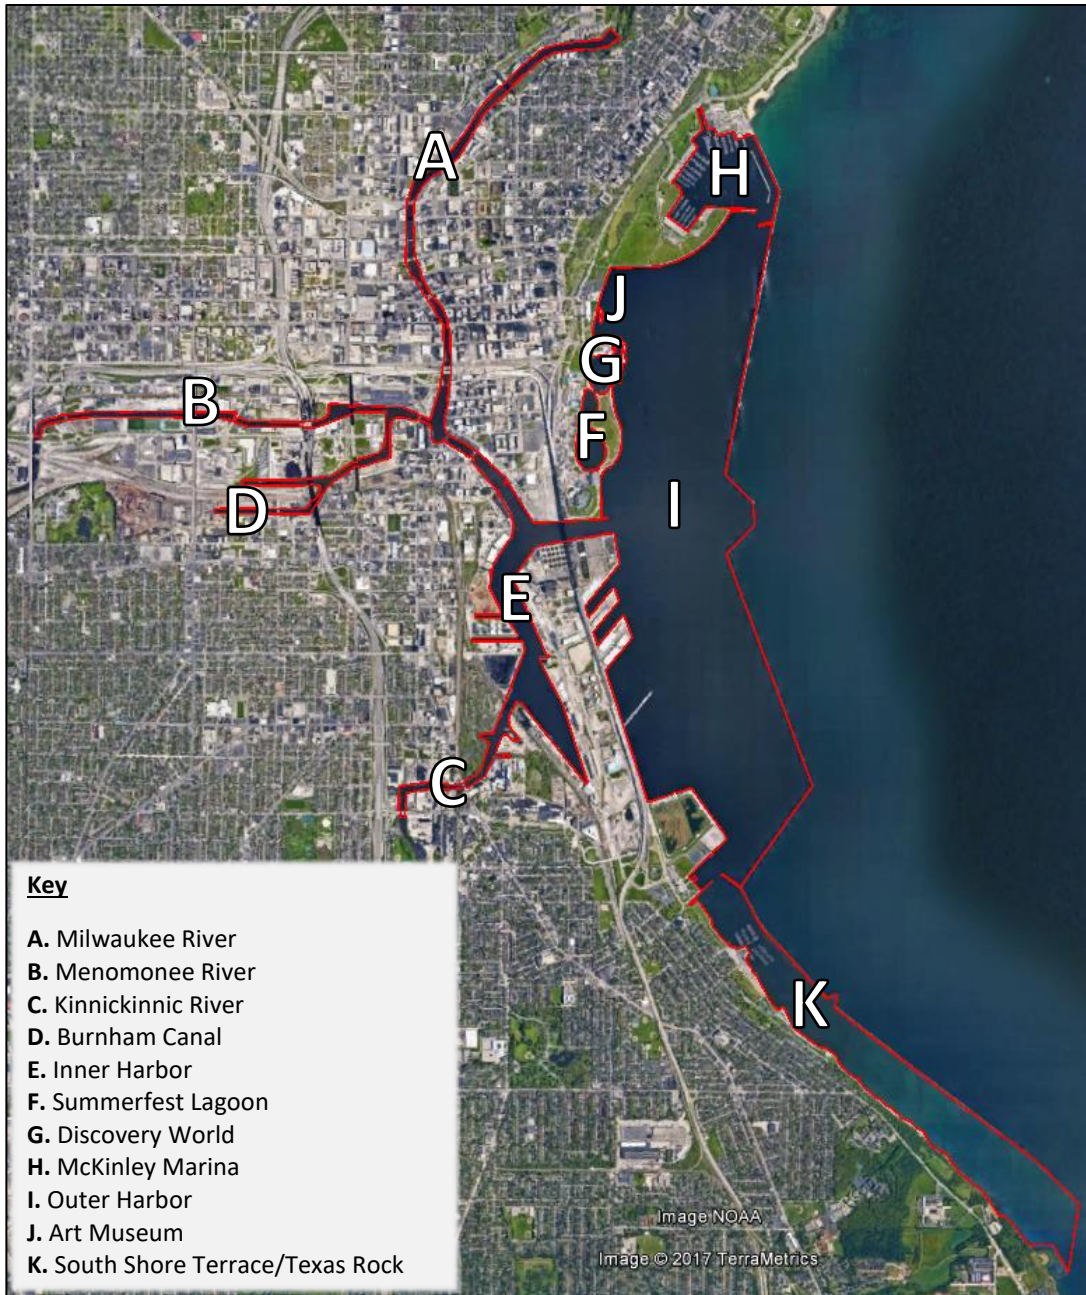 A
H
J
G
B
F
I
D
E
C
K
Key
A. Milwaukee River
B. Menomonee River
C. Kinnickinnic River
D. Burnham Canal
E. Inner Harbor
F. Summerfest Lagoon
G. Discovery World
H. McKinley Marina
I. Outer Harbor
J. Art Museum
K. South Shore Terrace/Texas Rock
Image NOAA
Image © 2017 TerraMetrics